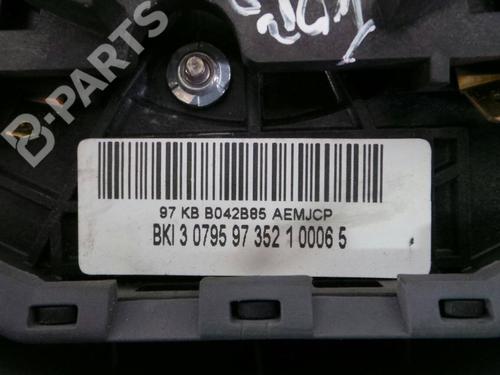 B-PARTS
97 KB B042B85 AEMJCP
BKI 3 0795 97 352 1 0006 5